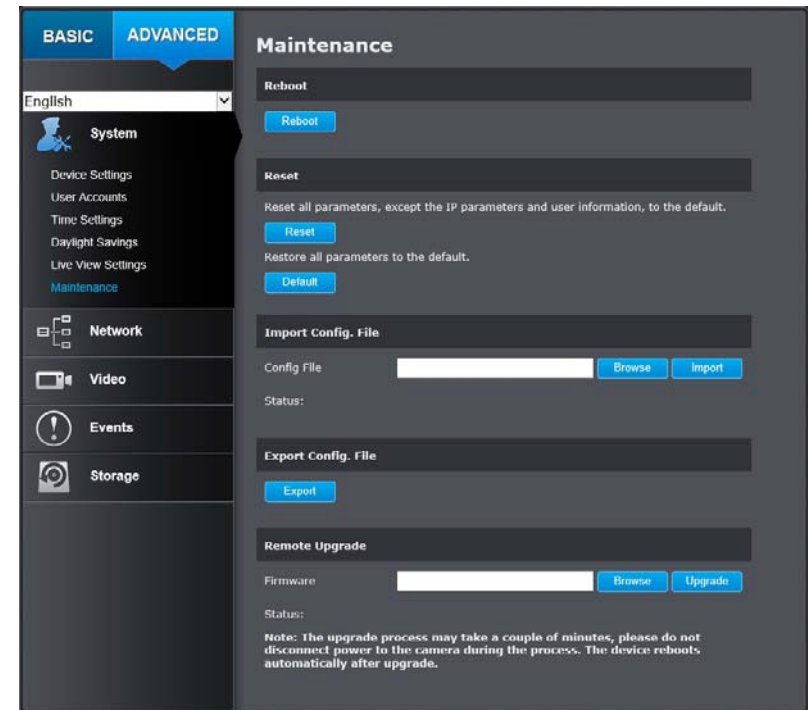 BASIC ADVANCED
English
System
Device Settings
User Accounts
Time Settings
Daylight Savings
Live View Settings
Maintenance
Network
Video
Events
Storage
Maintenance
Reboot
Reboot
Reset
Reset all parameters, except the IP parameters and user information, to the default.
Reset
Restore all parameters to the default.
Default
Import Config. File
Config File Browse Import
Status:
Export Config. File
Export
Remote Upgrade
Firmware Browse Upgrade
Status:
Note: The upgrade process may take a couple of minutes, please do not
disconnect power to the camera during the process. The device reboots
automatically after upgrade.